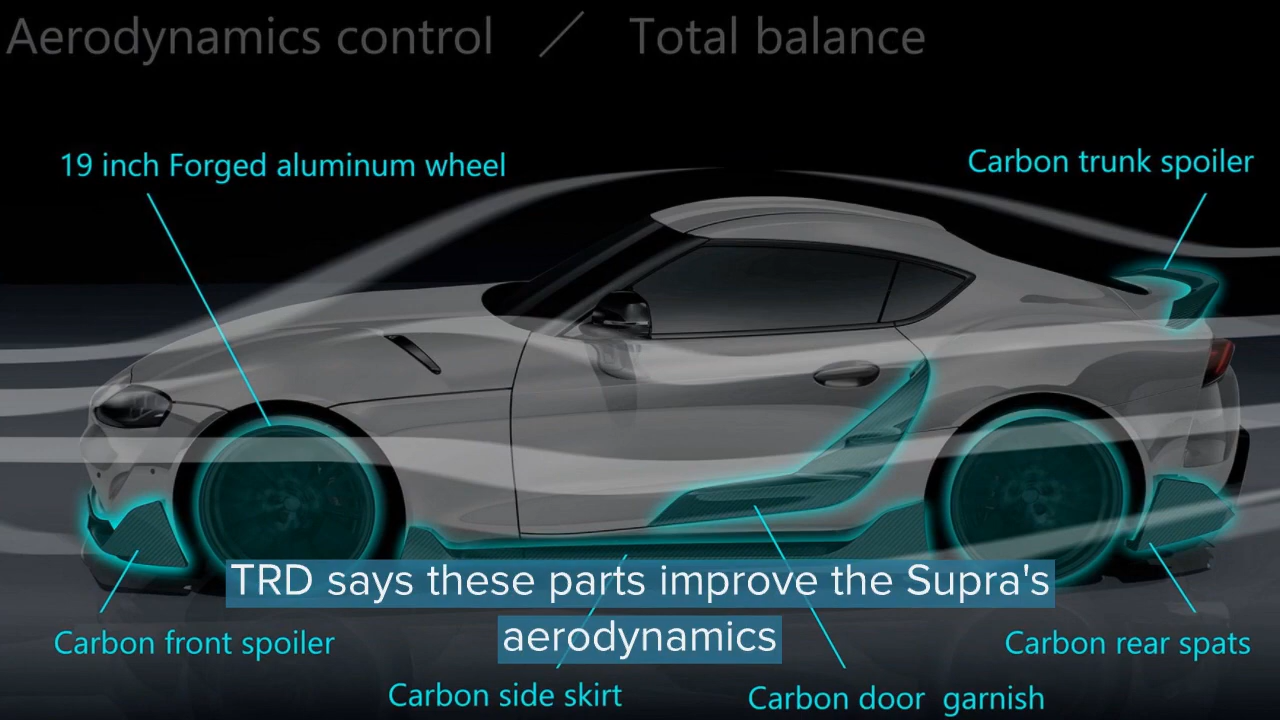 Aerodynamics control / Total balance
19 inch Forged aluminum wheel
Carbon trunk spoiler
TRD says these parts improve the Supra's
aerodynamics
Carbon front spoiler
Carbon rear spats
Carbon side skirt
Carbon door garnish